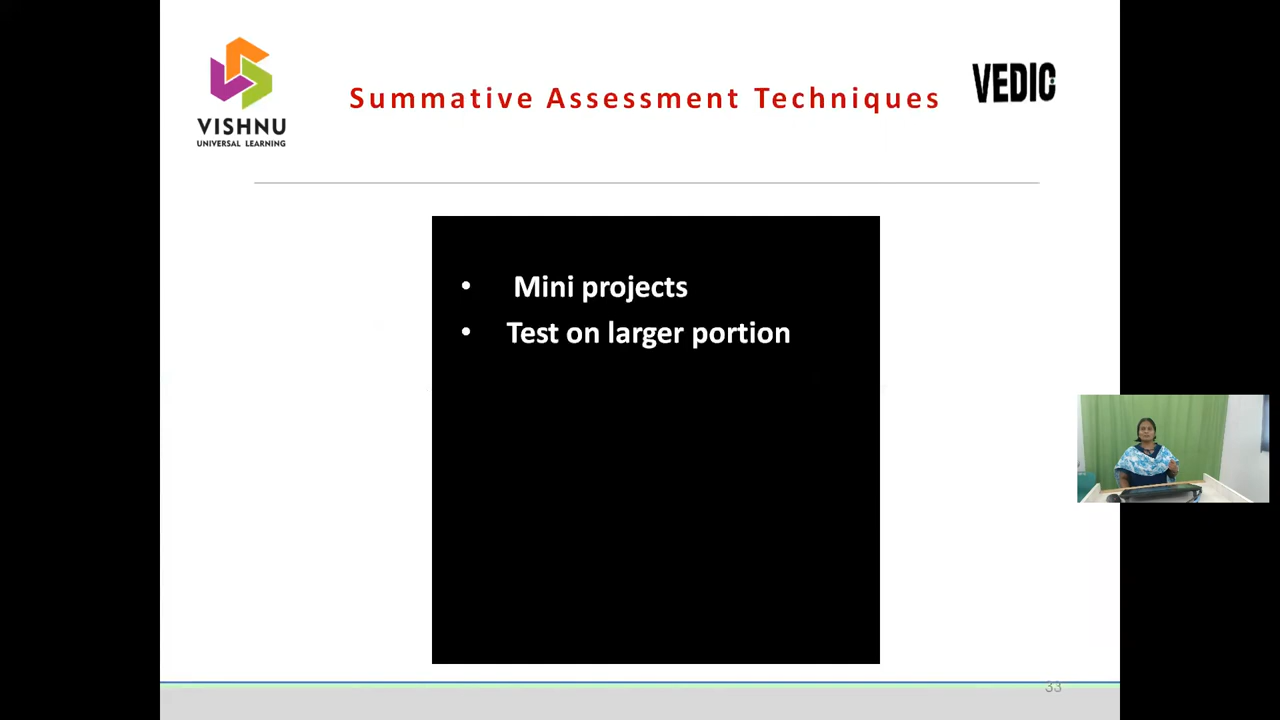 VISHNU
UNIVERSAL LEARNING
Summative Assessment Techniques
VEDIC
• Mini projects
• Test on larger portion
33